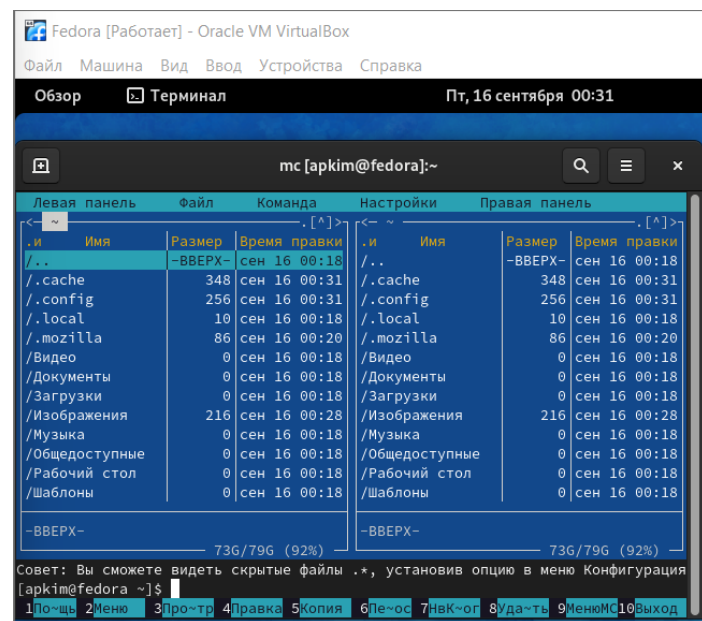 Fedora [Работает] - Oracle VM VirtualBox
Файл Машина Вид Ввод Устройства Справка
Обзор Терминал Пт, 16 сентября 00:31
mc [apkim@fedora]:~
Левая панель Файл Команда Настройки Правая панель
<— ~ .[^]> <— ~ .[^]>
.и Имя Размер Время правки .и Имя Размер Время правки
/.. -ВВЕРХ- сен 16 00:18 /.. -ВВЕРХ- сен 16 00:18
/.cache 348 сен 16 00:31 /.cache 348 сен 16 00:31
/.config 256 сен 16 00:31 /.config 256 сен 16 00:31
/.local 10 сен 16 00:18 /.local 10 сен 16 00:18
/.mozilla 86 сен 16 00:20 /.mozilla 86 сен 16 00:20
/Видео 0 сен 16 00:18 /Видео 0 сен 16 00:18
/Документы 0 сен 16 00:18 /Документы 0 сен 16 00:18
/Загрузки 0 сен 16 00:18 /Загрузки 0 сен 16 00:18
/Изображения 216 сен 16 00:28 /Изображения 216 сен 16 00:28
/Музыка 0 сен 16 00:18 /Музыка 0 сен 16 00:18
/Общедоступные 0 сен 16 00:18 /Общедоступные 0 сен 16 00:18
/Рабочий стол 0 сен 16 00:18 /Рабочий стол 0 сен 16 00:18
/Шаблоны 0 сен 16 00:18 /Шаблоны 0 сен 16 00:18
-ВВЕРХ- -ВВЕРХ-
73G/79G (92%) 73G/79G (92%)
Совет: Вы сможете видеть скрытые файлы .*, установив опцию в меню Конфигурация
[apkim@fedora ~]$
1По~щь 2Меню 3Про~тр 4Правка 5Копия 6Пе~ос 7НвК~ог 8Уда~ть 9МенюMC 10Выход